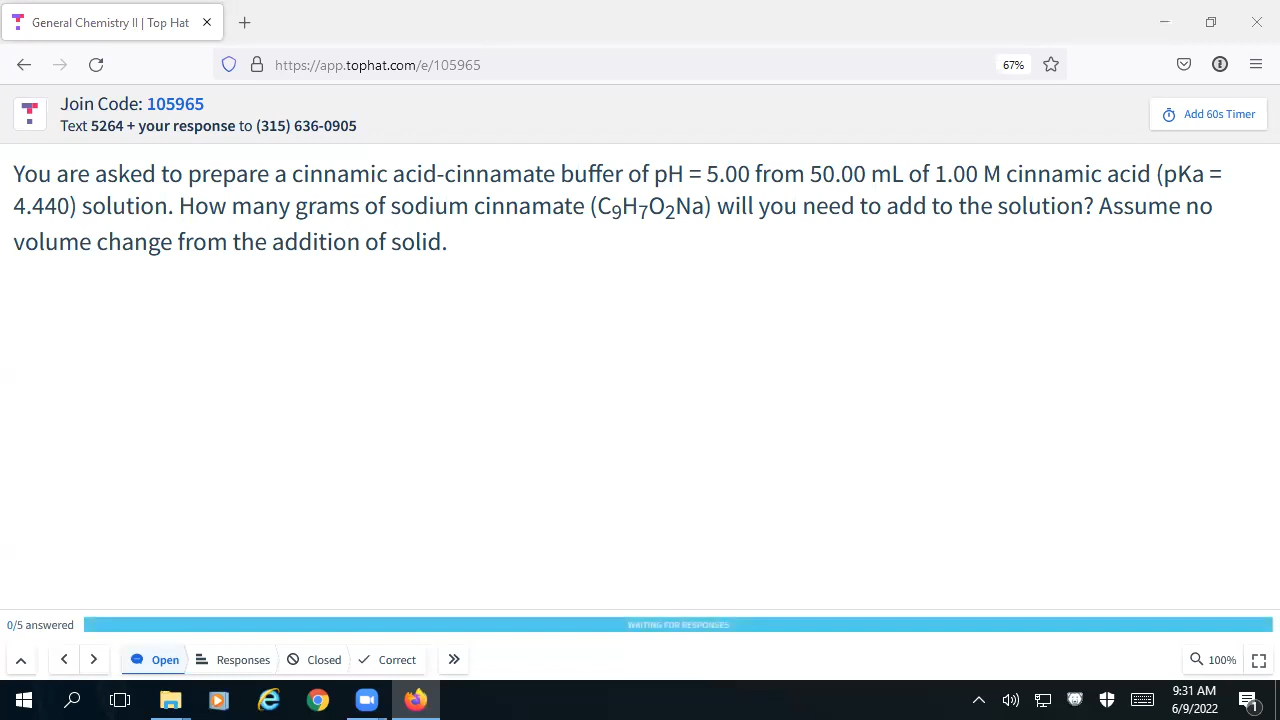 General Chemistry II | Top Hat
https://app.tophat.com/e/105965
67%
Join Code: 105965
Text 5264 + your response to (315) 636-0905
Add 60s Timer
You are asked to prepare a cinnamic acid-cinnamate buffer of pH = 5.00 from 50.00 mL of 1.00 M cinnamic acid (pKa =
4.440) solution. How many grams of sodium cinnamate (C₉H₇O₂Na) will you need to add to the solution? Assume no
volume change from the addition of solid.
0/5 answered
WAITING FOR RESPONSES
Open
Responses
Closed
Correct
100%
9:31 AM
6/9/2022
1